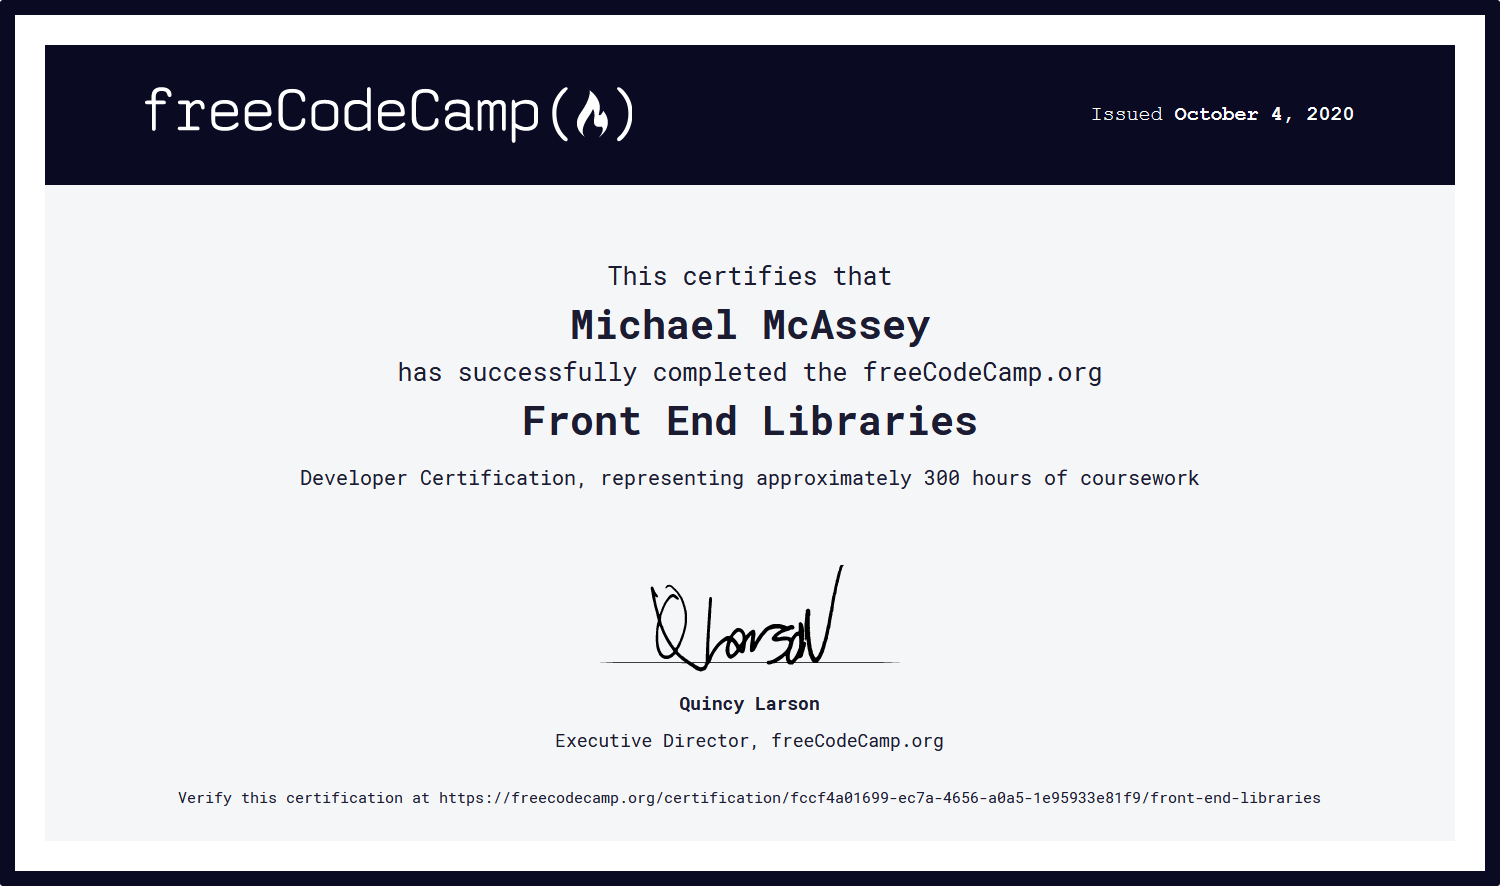 freeCodeCamp
Issued October 4, 2020
This certifies that
Michael McAssey
has successfully completed the freeCodeCamp.org
Front End Libraries
Developer Certification, representing approximately 300 hours of coursework
Q Larson
Quincy Larson
Executive Director, freeCodeCamp.org
Verify this certification at https://freecodecamp.org/certification/fccf4a01699-ec7a-4656-a0a5-1e95933e81f9/front-end-libraries